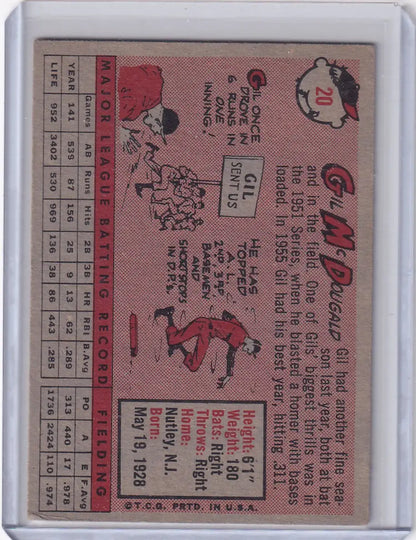 20
GIL McDOUGALD
Gil had another fine sea-
son last year, both at bat
and in the field. One of Gils' biggest thrills was in
the 1951 Series, when he blasted a homer with bases
loaded. In 1955 Gil had his best year, hitting .311.
GIL ONCE
DROVE IN
6 RUNS IN
ONE
INNING!
GIL
SENT US
HE HAS
TOPPED
A.L.
2ND, 3RD
BASEMEN
AND
SHORTSTOPS
IN D.P.'S.
Height: 6'1"
Weight: 180
Bats: Right
Throws: Right
Home:
Nutley, N.J.
Born:
May 19, 1928
© T.C.G. PRTD. IN U.S.A.
MAJOR LEAGUE BATTING RECORD FIELDING
Games AB Runs Hits 2B 3B HR RBI B.Avg PO A E F.Avg
YEAR 141 539 87 156 25 9 13 62 .289 313 440 17 .978
LIFE 952 3402 530 969 136 38 86 443 .285 1736 2424 110 .974